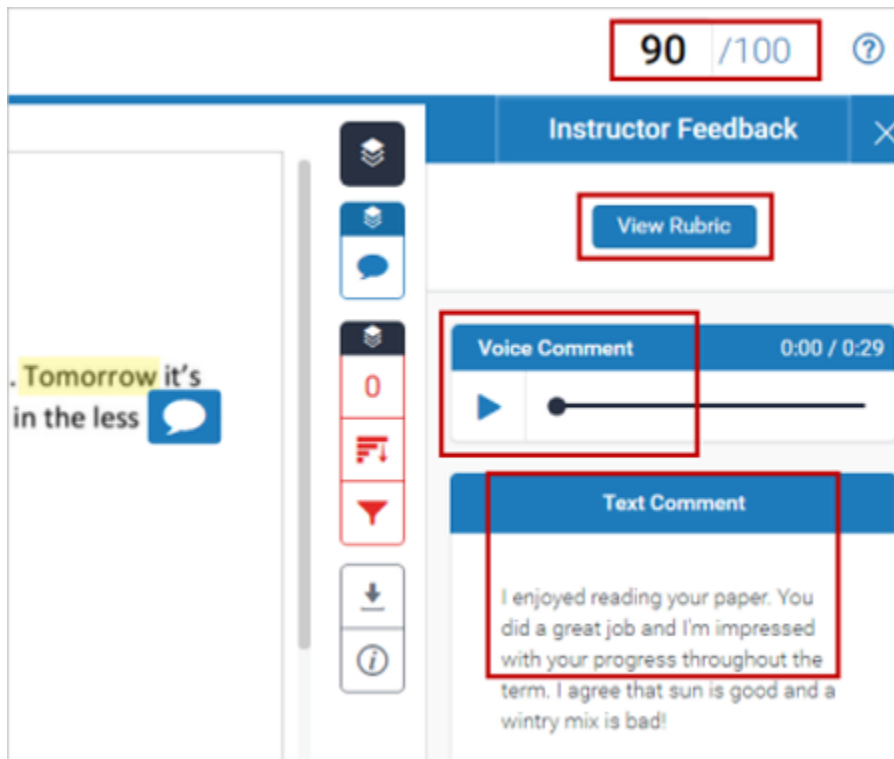 90 /100
Instructor Feedback
View Rubric
Voice Comment 0:00 / 0:29
. Tomorrow it's
in the less
0
Text Comment
I enjoyed reading your paper. You
did a great job and I'm impressed
with your progress throughout the
term. I agree that sun is good and a
wintry mix is bad!